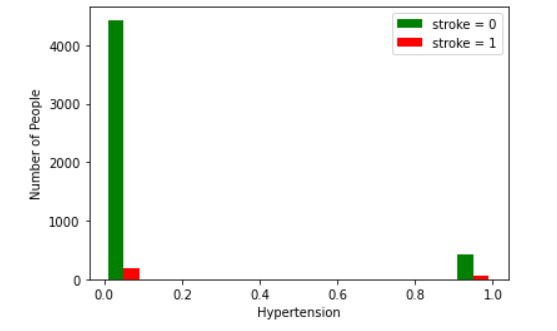 stroke = 0
stroke = 1
4000
3000
2000
1000
0
Number of People
0.0 0.2 0.4 0.6 0.8 1.0
Hypertension